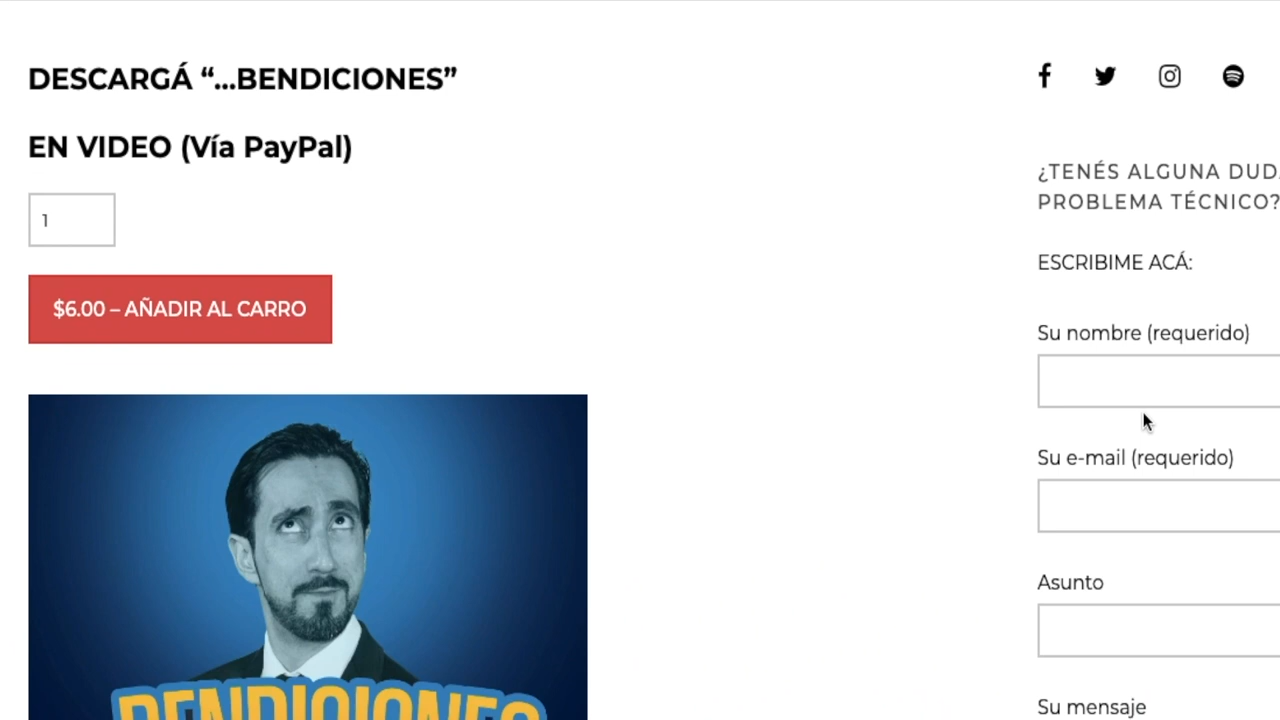 DESCARGÁ “...BENDICIONES”
EN VIDEO (Vía PayPal)
1
$6.00 – AÑADIR AL CARRO
BENDICIONES
¿TENÉS ALGUNA
PROBLEMA TÉCNICO?
ESCRIBIME ACÁ:
Su nombre (requerido)
Su e-mail (requerido)
Asunto
Su mensaje